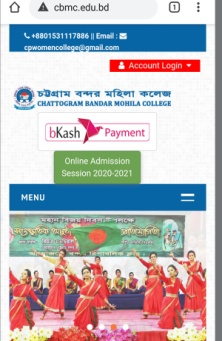 cbmc.edu.bd
1
+8801531117886 || Email :
cpwomencollege@gmail.com
Account Login
চট্টগ্রাম বন্দর মহিলা কলেজ
CHATTOGRAM BANDAR MOHILA COLLEGE
bKash Payment
Online Admission
Session 2020-2021
MENU